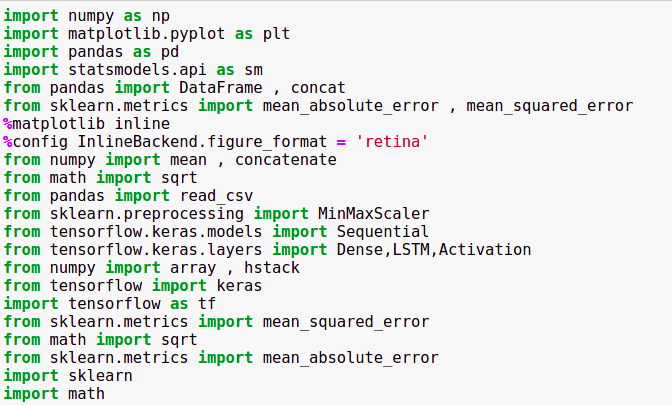 import numpy as np
import matplotlib.pyplot as plt
import pandas as pd
import statsmodels.api as sm
from pandas import DataFrame , concat
from sklearn.metrics import mean_absolute_error , mean_squared_error
%matplotlib inline
%config InlineBackend.figure_format = 'retina'
from numpy import mean , concatenate
from math import sqrt
from pandas import read_csv
from sklearn.preprocessing import MinMaxScaler
from tensorflow.keras.models import Sequential
from tensorflow.keras.layers import Dense,LSTM,Activation
from numpy import array , hstack
from tensorflow import keras
import tensorflow as tf
from sklearn.metrics import mean_squared_error
from math import sqrt
from sklearn.metrics import mean_absolute_error
import sklearn
import math